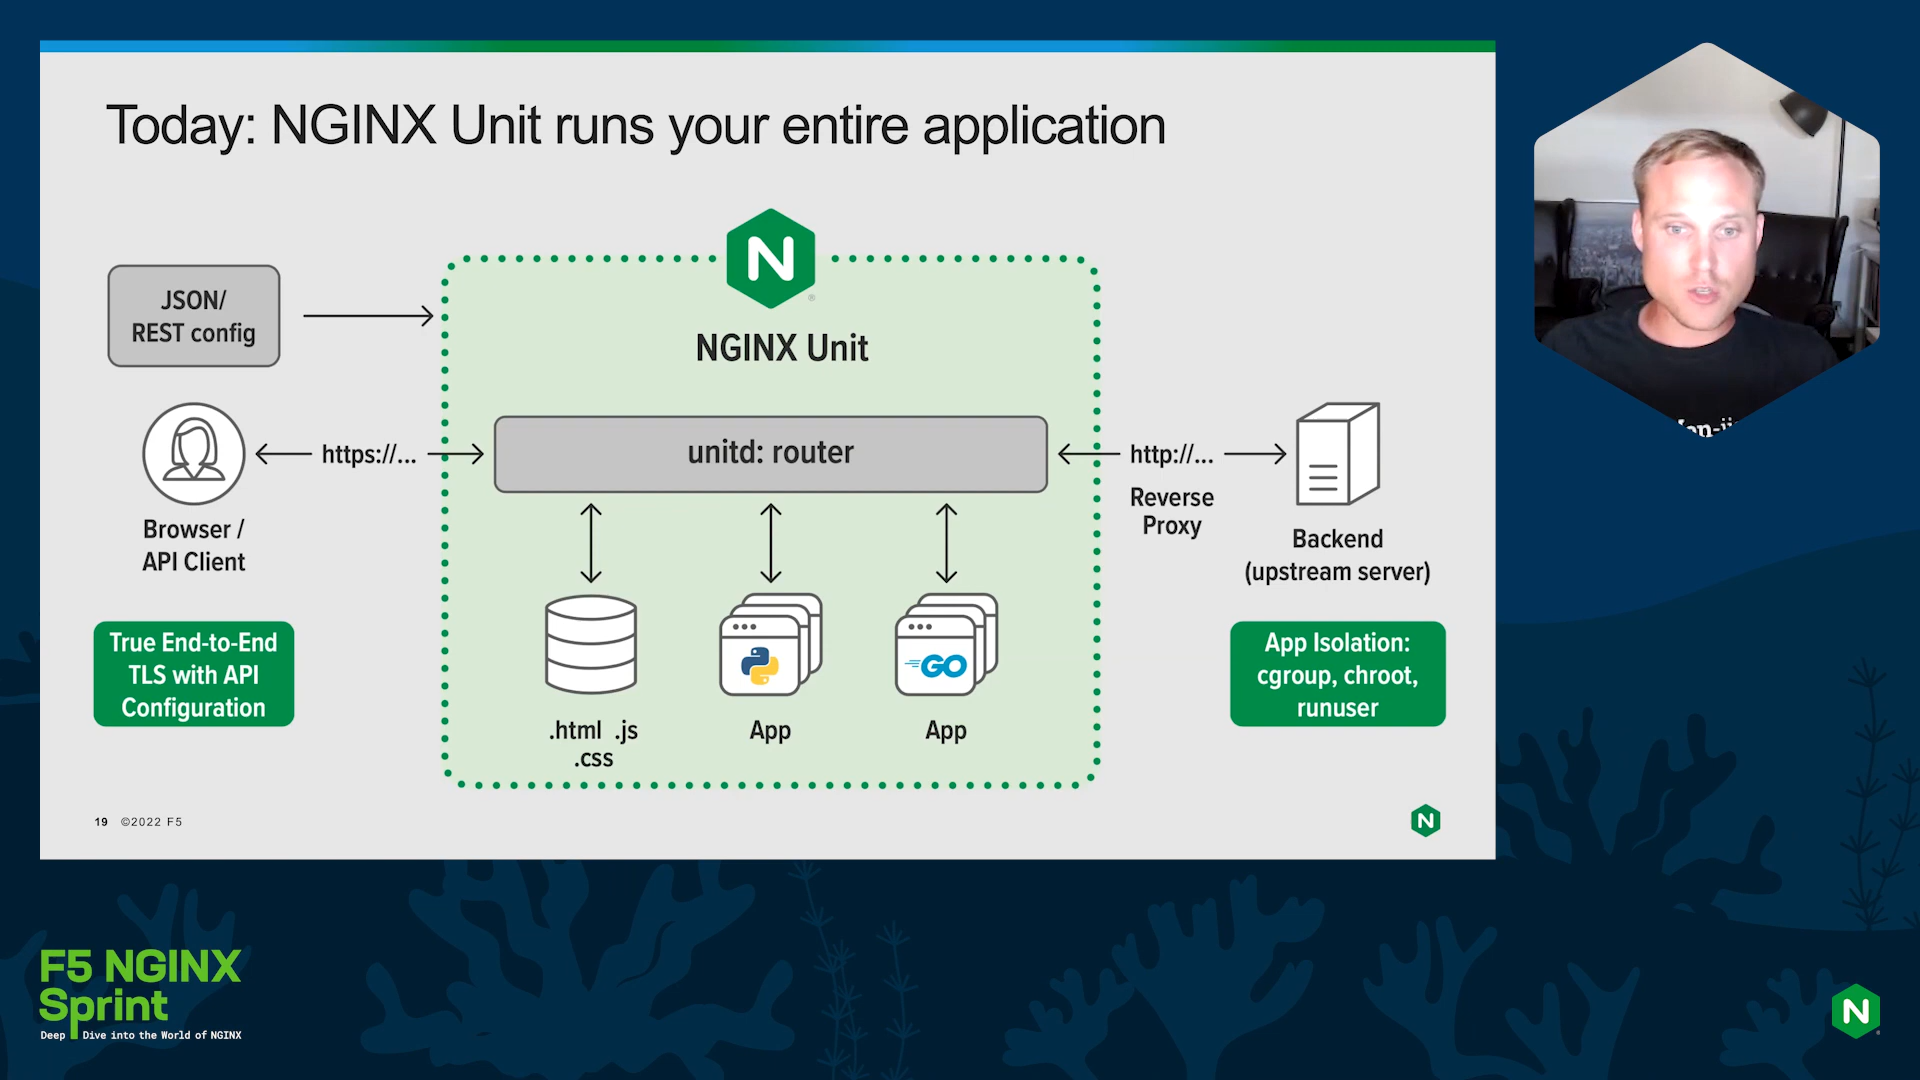 Today: NGINX Unit runs your entire application
N
®
NGINX Unit
JSON/
REST config
https://...
unitd: router
http://...
Reverse
Proxy
Browser /
API Client
Backend
(upstream server)
True End-to-End
TLS with API
Configuration
GO
.html .js
.css
App
App
App Isolation:
cgroup, chroot,
runuser
19 ©2022 F5
N
F5 NGINX
Sprint
Deep Dive into the World of NGINX
N